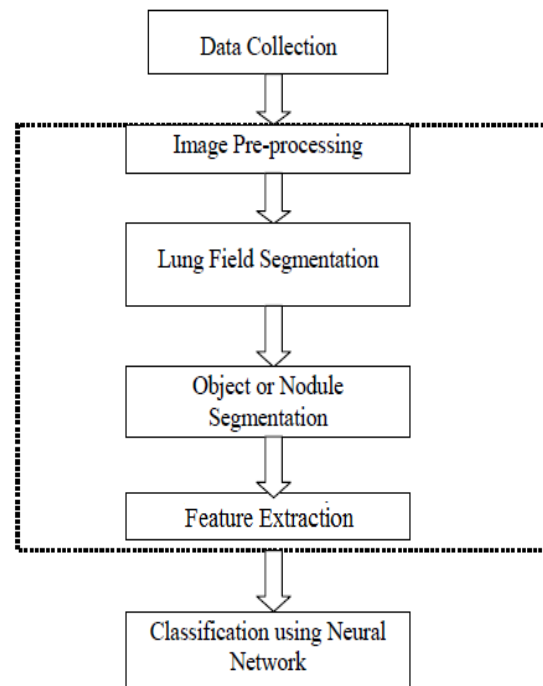 Data Collection
Image Pre-processing
Lung Field Segmentation
Object or Nodule
Segmentation
Feature Extraction
Classification using Neural
Network